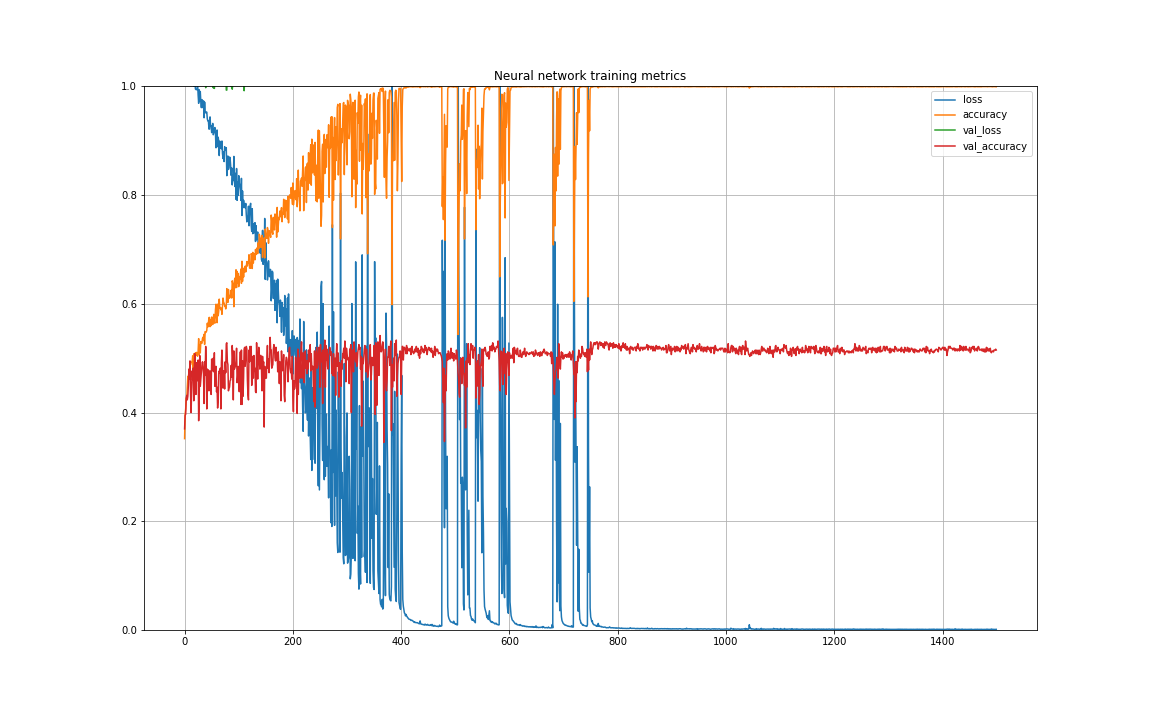 Neural network training metrics
1.0
0.8
0.6
0.4
0.2
0.0
loss
accuracy
val_loss
val_accuracy
0 200 400 600 800 1000 1200 1400